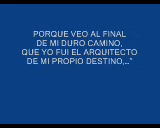 PORQUE VEO AL FINAL
DE MI DURO CAMINO,
QUE YO FUI EL ARQUITECTO
DE MI PROPIO DESTINO,..."